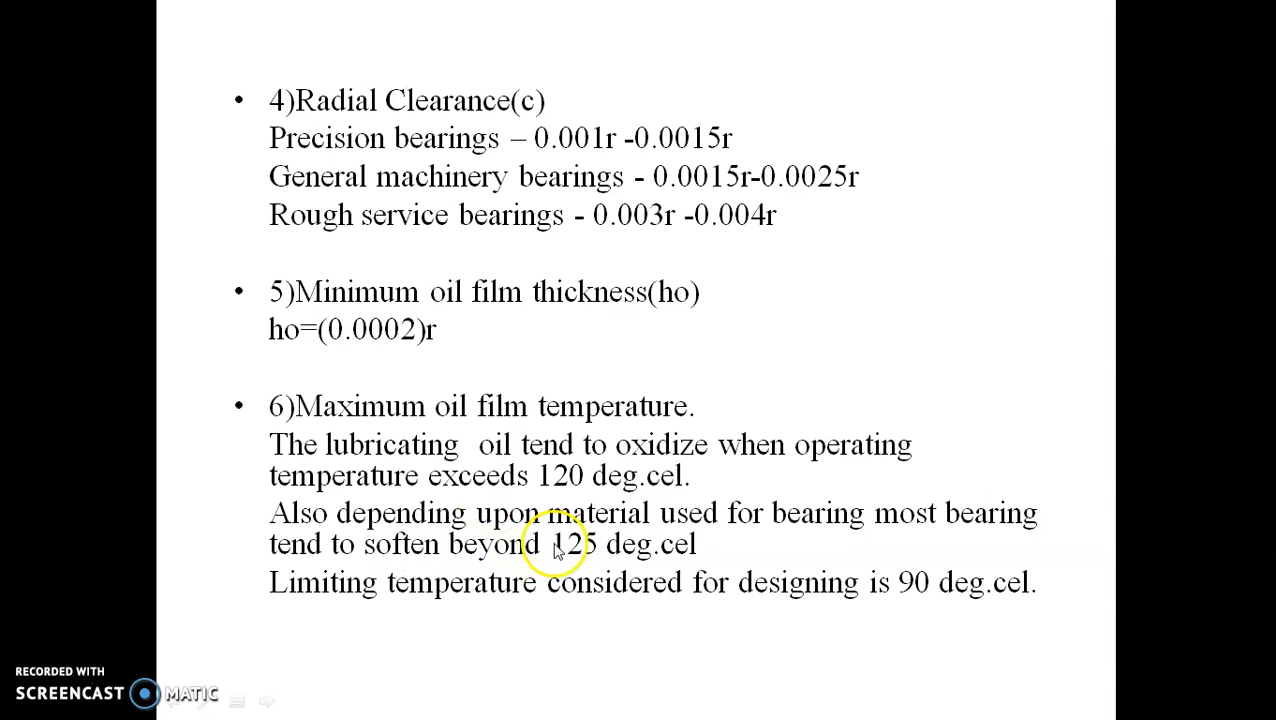 • 4)Radial Clearance(c)
Precision bearings – 0.001r -0.0015r
General machinery bearings - 0.0015r-0.0025r
Rough service bearings - 0.003r -0.004r
• 5)Minimum oil film thickness(ho)
ho=(0.0002)r
• 6)Maximum oil film temperature.
The lubricating oil tend to oxidize when operating
temperature exceeds 120 deg.cel.
Also depending upon material used for bearing most bearing
tend to soften beyond 125 deg.cel
Limiting temperature considered for designing is 90 deg.cel.
RECORDED WITH
SCREENCAST MATIC